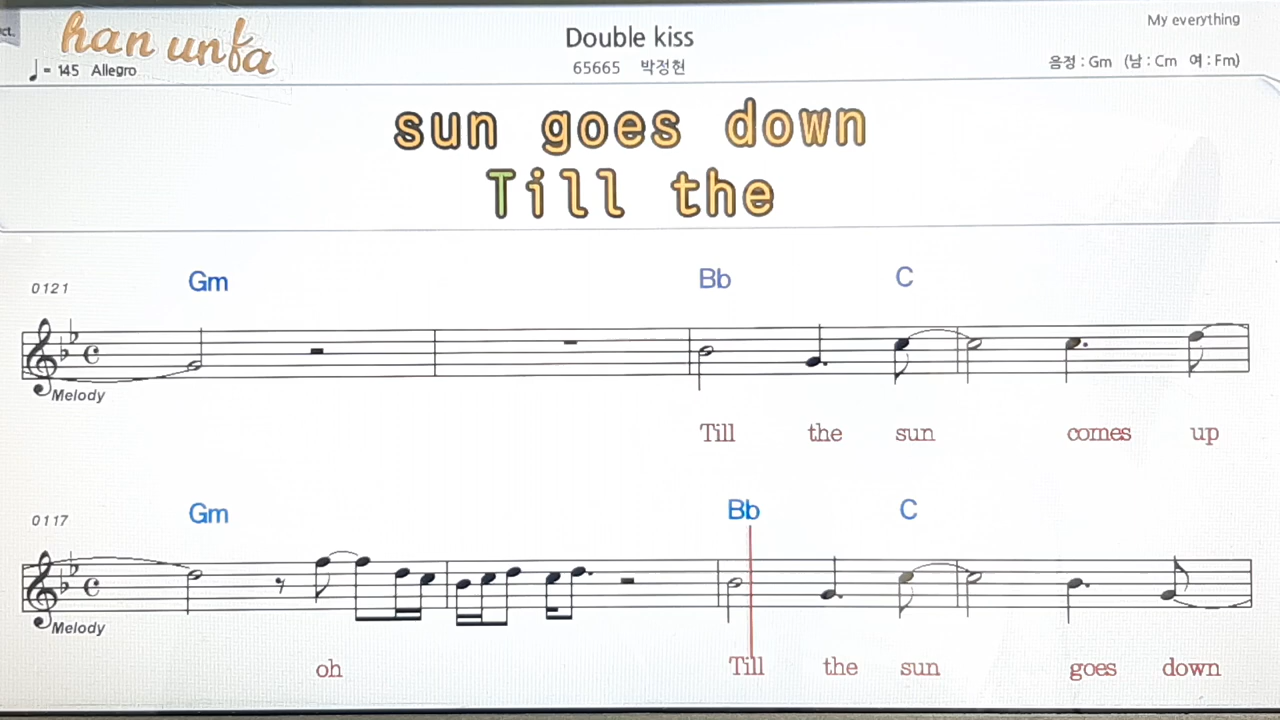 ct.
han unfa
♩= 145 Allegro
Double kiss
65665 박정현
My everything
음정 : Gm (남 : Cm 여 : Fm)
sun goes down
Till the
0121
Gm Bb C
Melody
Till the sun comes up
0117
Gm Bb C
Melody
oh Till the sun goes down